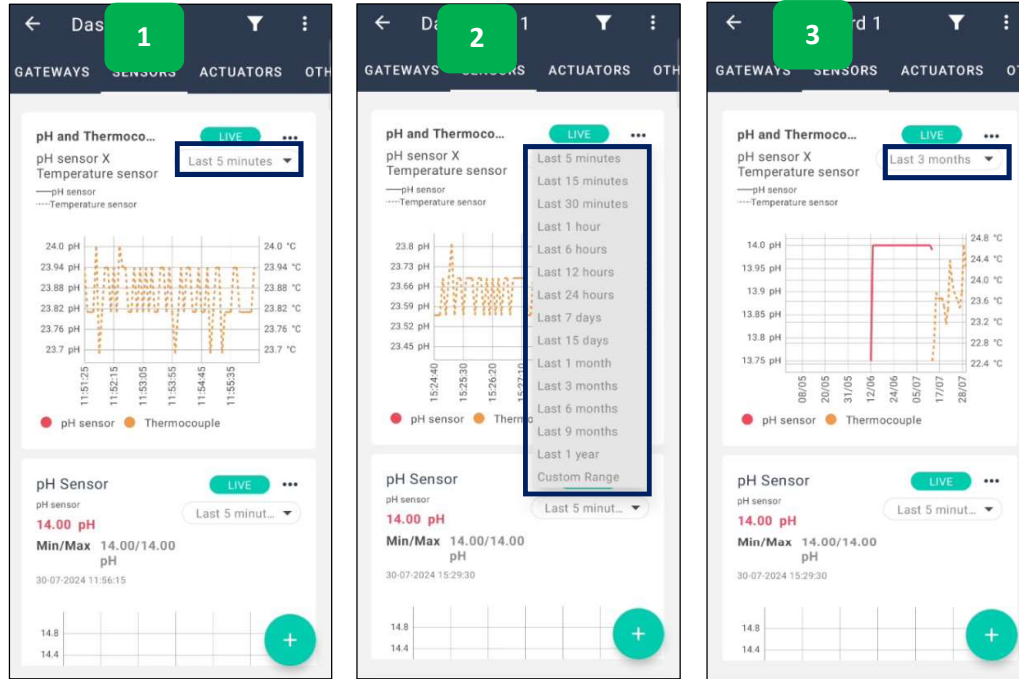 1
Das
GATEWAYS SENSORS ACTUATORS OTH
pH and Thermoco...
LIVE
pH sensor X
Temperature sensor
Last 5 minutes
pH sensor
Temperature sensor
24.0 pH
23.94 pH
23.88 pH
23.82 pH
23.76 pH
23.7 pH
24.0 °C
23.94 °C
23.88 °C
23.82 °C
23.76 °C
23.7 °C
11:51:25
11:52:15
11:53:05
11:53:55
11:54:45
11:55:35
pH sensor
Thermocouple
pH Sensor
LIVE
pH sensor
14.00 pH
Last 5 minut...
Min/Max 14.00/14.00
pH
30-07-2024 11:56:15
14.8
14.4
+
2
Da 1
GATEWAYS SENSORS ACTUATORS OTH
pH and Thermoco...
LIVE
pH sensor X
Temperature sensor
pH sensor
Temperature sensor
Last 5 minutes
Last 15 minutes
Last 30 minutes
Last 1 hour
Last 6 hours
Last 12 hours
Last 24 hours
Last 7 days
Last 15 days
Last 1 month
Last 3 months
Last 6 months
Last 9 months
Last 1 year
Custom Range
23.8 pH
23.73 pH
23.66 pH
23.59 pH
23.52 pH
23.45 pH
15:24:40
15:25:30
15:26:20
15:27:10
pH sensor
Thermo
pH Sensor
pH sensor
14.00 pH
Last 5 minut...
Min/Max 14.00/14.00
pH
30-07-2024 15:29:30
14.8
14.4
+
3
rd 1
GATEWAYS SENSORS ACTUATORS O
pH and Thermoco...
LIVE
pH sensor X
Temperature sensor
Last 3 months
pH sensor
Temperature sensor
14.0 pH
13.95 pH
13.9 pH
13.85 pH
13.8 pH
13.75 pH
24.8 °C
24.4 °C
24.0 °C
23.6 °C
23.2 °C
22.8 °C
22.4 °C
08/05
20/05
31/05
12/06
24/06
05/07
17/07
28/07
pH sensor
Thermocouple
pH Sensor
LIVE
pH sensor
14.00 pH
Last 5 minut...
Min/Max 14.00/14.00
pH
30-07-2024 15:29:30
14.8
14.4
+